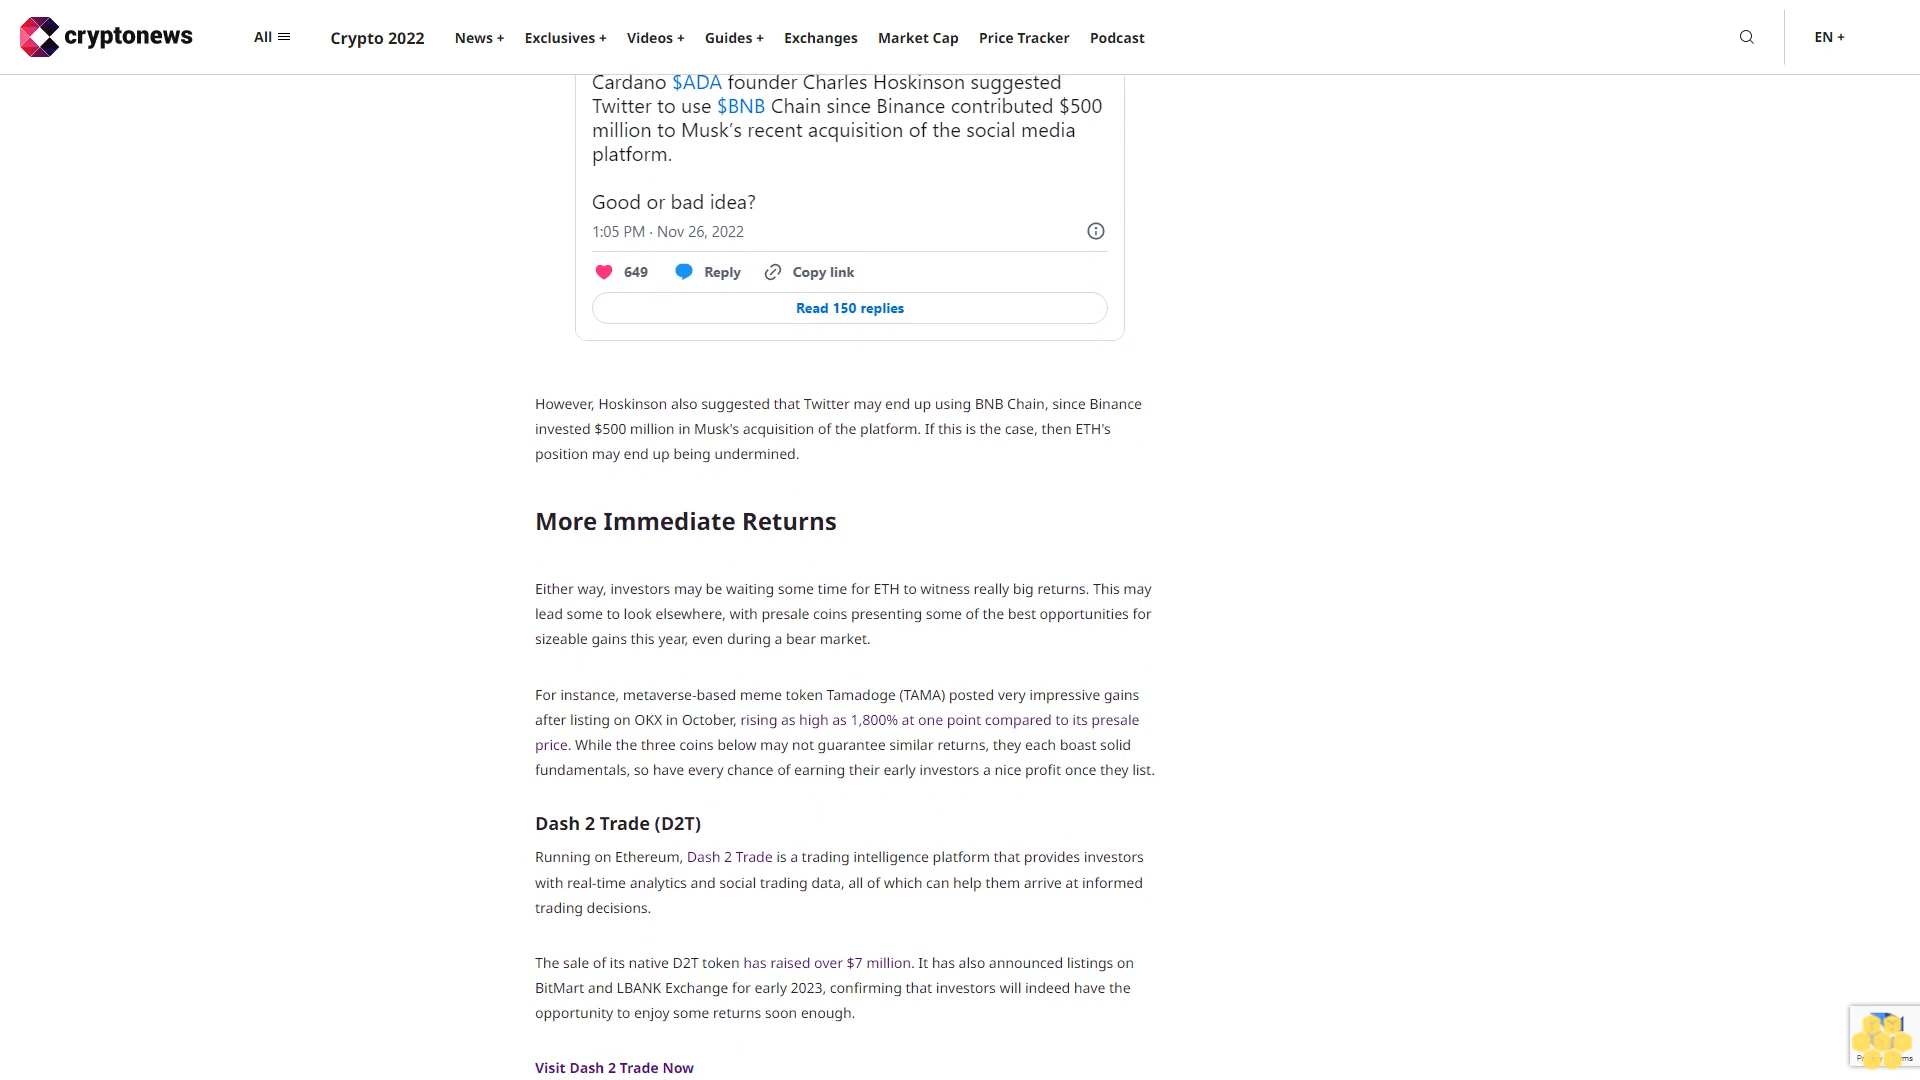 cryptonews
All
Crypto 2022
News +
Exclusives +
Videos +
Guides +
Exchanges
Market Cap
Price Tracker
Podcast
EN +
Cardano $ADA founder Charles Hoskinson suggested
Twitter to use $BNB Chain since Binance contributed $500
million to Musk’s recent acquisition of the social media
platform.
Good or bad idea?
1:05 PM · Nov 26, 2022
649
Reply
Copy link
Read 150 replies
However, Hoskinson also suggested that Twitter may end up using BNB Chain, since Binance
invested $500 million in Musk's acquisition of the platform. If this is the case, then ETH's
position may end up being undermined.
More Immediate Returns
Either way, investors may be waiting some time for ETH to witness really big returns. This may
lead some to look elsewhere, with presale coins presenting some of the best opportunities for
sizeable gains this year, even during a bear market.
For instance, metaverse-based meme token Tamadoge (TAMA) posted very impressive gains
after listing on OKX in October, rising as high as 1,800% at one point compared to its presale
price. While the three coins below may not guarantee similar returns, they each boast solid
fundamentals, so have every chance of earning their early investors a nice profit once they list.
Dash 2 Trade (D2T)
Running on Ethereum, Dash 2 Trade is a trading intelligence platform that provides investors
with real-time analytics and social trading data, all of which can help them arrive at informed
trading decisions.
The sale of its native D2T token has raised over $7 million. It has also announced listings on
BitMart and LBANK Exchange for early 2023, confirming that investors will indeed have the
opportunity to enjoy some returns soon enough.
Visit Dash 2 Trade Now